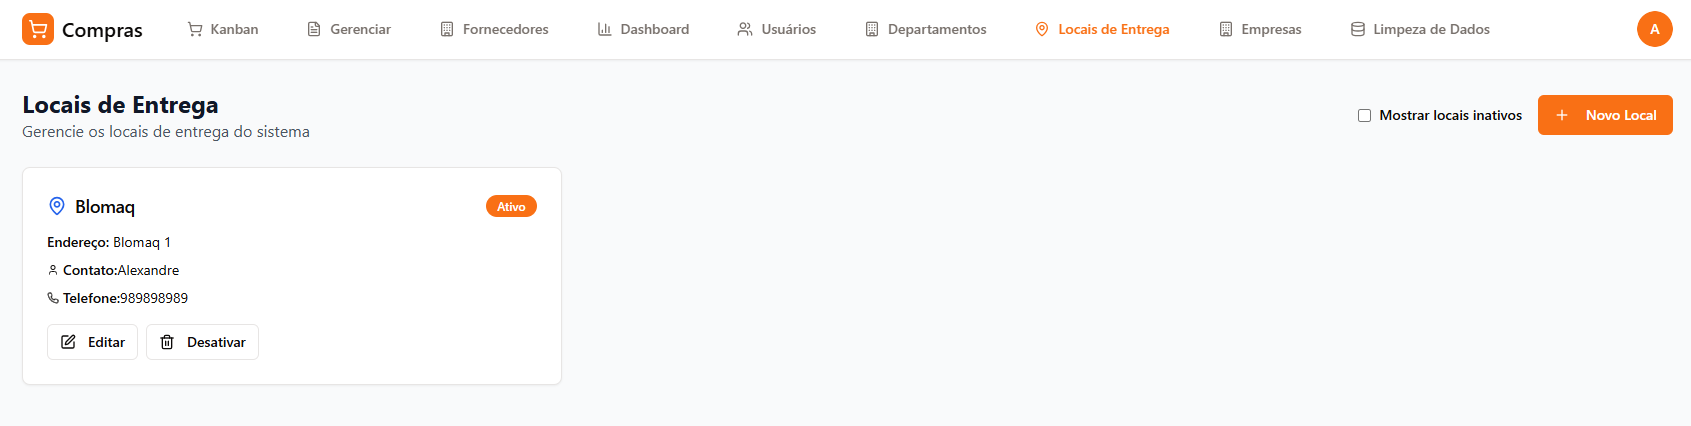 Compras Kanban Gerenciar Fornecedores Dashboard Usuários Departamentos Locais de Entrega Empresas Limpeza de Dados A
Locais de Entrega
Gerencie os locais de entrega do sistema
Mostrar locais inativos
Novo Local
Blomaq
Ativo
Endereço: Blomaq 1
Contato:Alexandre
Telefone:989898989
Editar Desativar